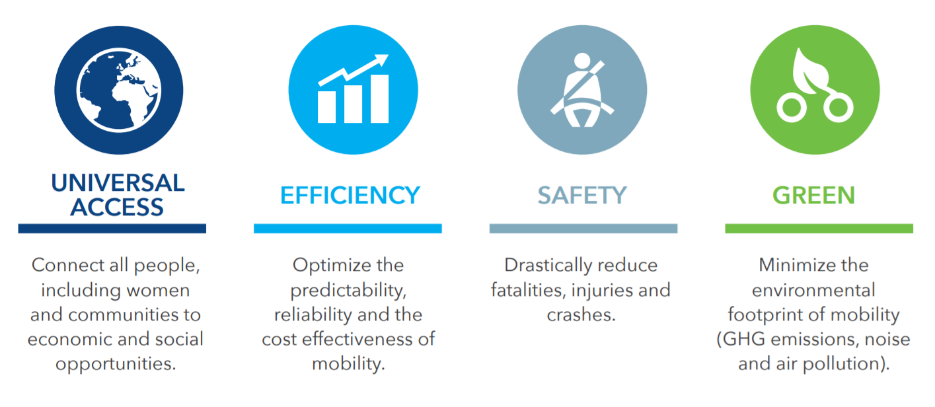 UNIVERSAL
ACCESS
Connect all people,
including women
and communities to
economic and social
opportunities.
EFFICIENCY
Optimize the
predictability,
reliability and the
cost effectiveness of
mobility.
SAFETY
Drastically reduce
fatalities, injuries and
crashes.
GREEN
Minimize the
environmental
footprint of mobility
(GHG emissions, noise
and air pollution).